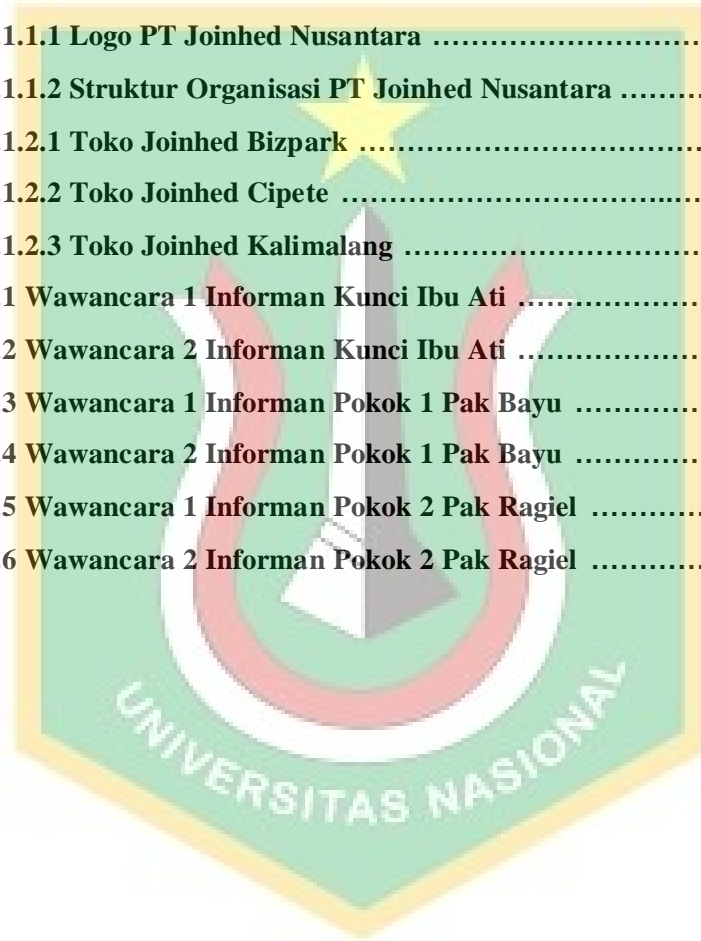 .1.1.1 Logo PT Joinhed Nusantara ……………………….
.1.1.2 Struktur Organisasi PT Joinhed Nusantara ………
.1.2.1 Toko Joinhed Bizpark ……………………………….
.1.2.2 Toko Joinhed Cipete …………………………...….
.1.2.3 Toko Joinhed Kalimalang ………………………….
.1 Wawancara 1 Informan Kunci Ibu Ati ……………….
.2 Wawancara 2 Informan Kunci Ibu Ati ……………….
.3 Wawancara 1 Informan Pokok 1 Pak Bayu ………….
.4 Wawancara 2 Informan Pokok 1 Pak Bayu ………….
.5 Wawancara 1 Informan Pokok 2 Pak Ragiel ………...
.6 Wawancara 2 Informan Pokok 2 Pak Ragiel ………...
UNIVERSITAS NASIONAL